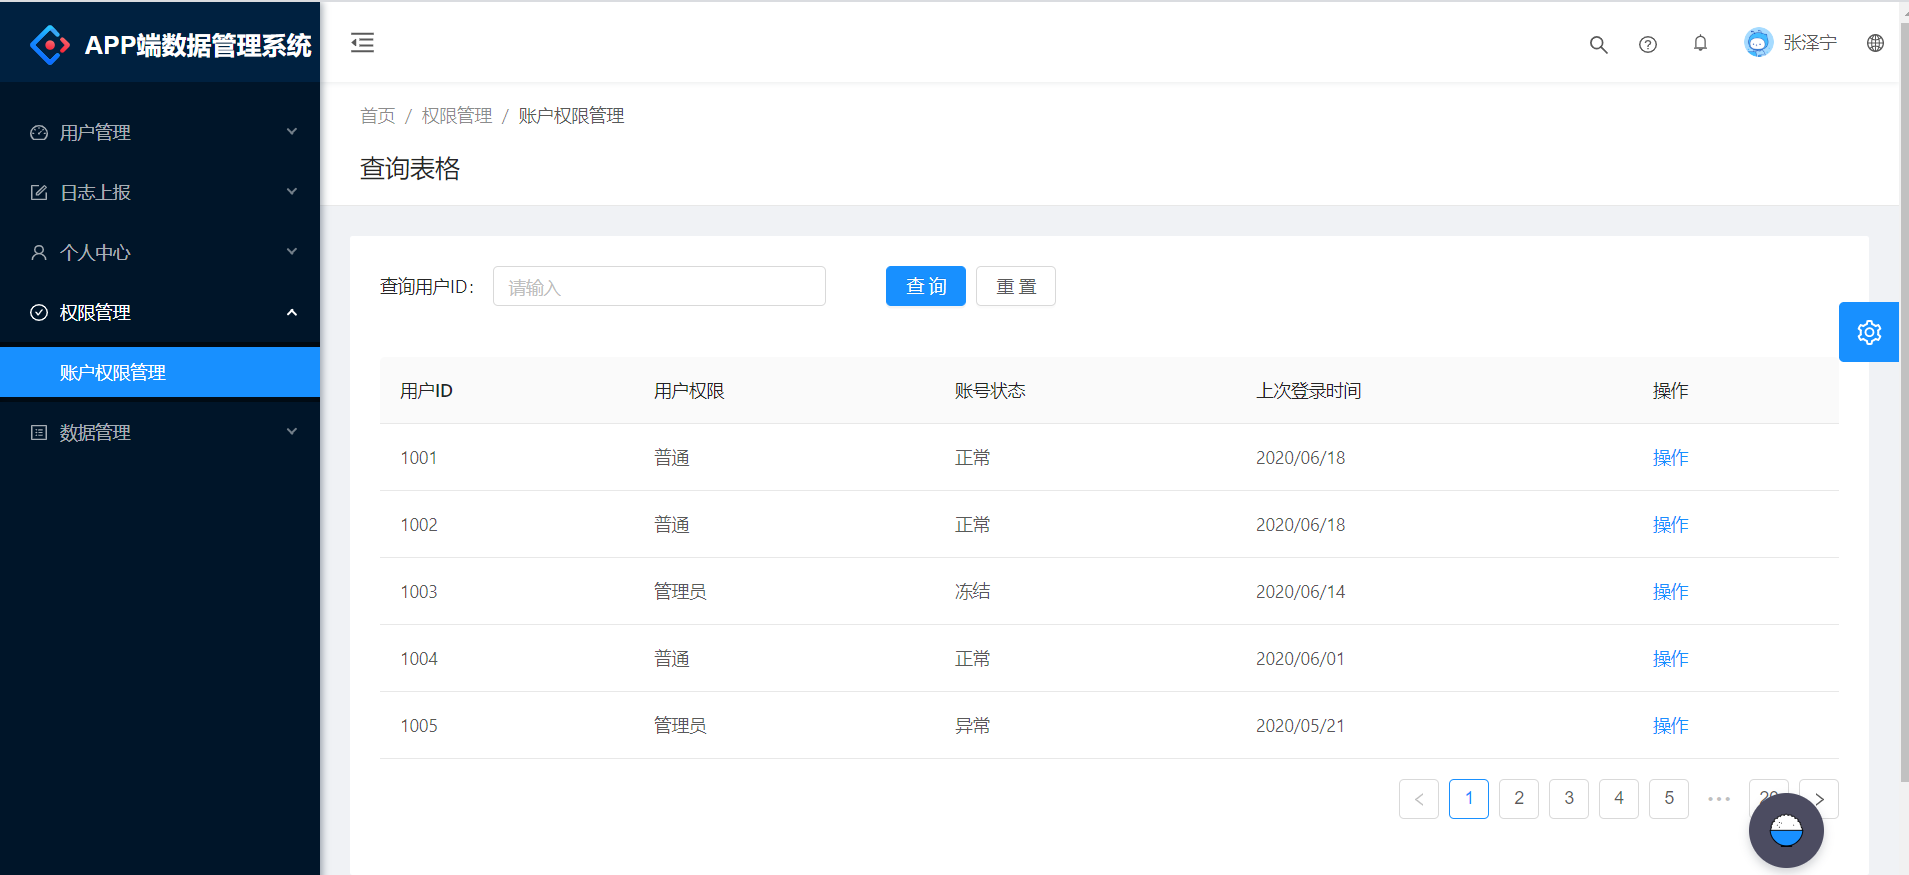 APP端数据管理系统
张泽宁
用户管理
日志上报
个人中心
权限管理
账户权限管理
数据管理
首页 / 权限管理 / 账户权限管理
查询表格
查询用户ID: 请输入 查 询 重 置
用户ID 用户权限 账号状态 上次登录时间 操作
1001 普通 正常 2020/06/18 操作
1002 普通 正常 2020/06/18 操作
1003 管理员 冻结 2020/06/14 操作
1004 普通 正常 2020/06/01 操作
1005 管理员 异常 2020/05/21 操作
< 1 2 3 4 5 ••• >